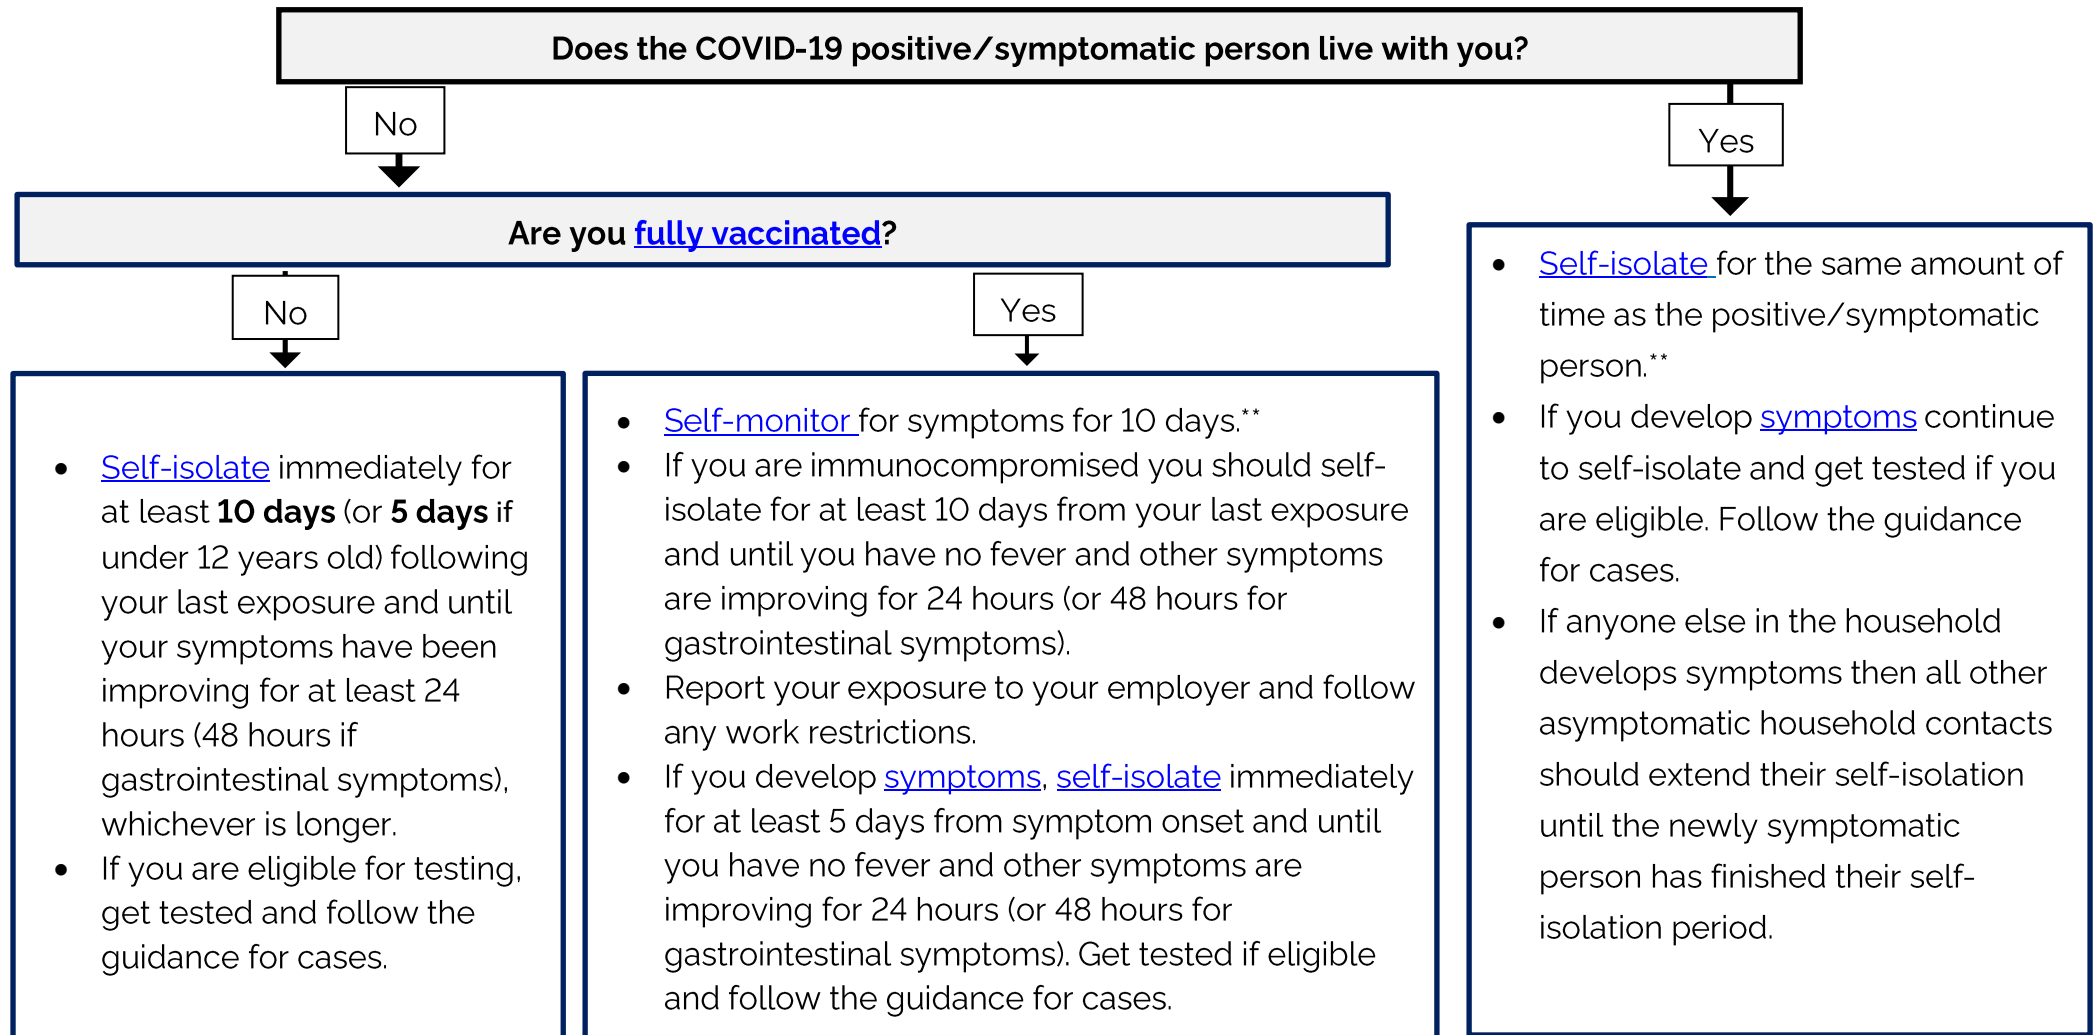 Does the COVID-19 positive/symptomatic person live with you?
No
Yes
Are you fully vaccinated?
No
Yes
• Self-isolate immediately for
at least 10 days (or 5 days if
under 12 years old) following
your last exposure and until
your symptoms have been
improving for at least 24
hours (48 hours if
gastrointestinal symptoms),
whichever is longer.
• If you are eligible for testing,
get tested and follow the
guidance for cases.
• Self-monitor for symptoms for 10 days.**
• If you are immunocompromised you should self-
isolate for at least 10 days from your last exposure
and until you have no fever and other symptoms
are improving for 24 hours (or 48 hours for
gastrointestinal symptoms).
• Report your exposure to your employer and follow
any work restrictions.
• If you develop symptoms, self-isolate immediately
for at least 5 days from symptom onset and until
you have no fever and other symptoms are
improving for 24 hours (or 48 hours for
gastrointestinal symptoms). Get tested if eligible
and follow the guidance for cases.
• Self-isolate for the same amount of
time as the positive/symptomatic
person.**
• If you develop symptoms continue
to self-isolate and get tested if you
are eligible. Follow the guidance
for cases.
• If anyone else in the household
develops symptoms then all other
asymptomatic household contacts
should extend their self-isolation
until the newly symptomatic
person has finished their self-
isolation period.